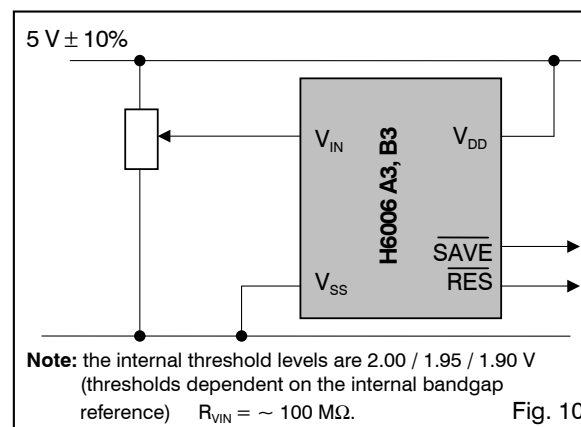 5 V ± 10%
V_IN
V_DD
H6006 A3, B3
SAVE
V_SS
RES
Note: the internal threshold levels are 2.00 / 1.95 / 1.90 V
(thresholds dependent on the internal bandgap
reference) R_VIN = ~ 100 MΩ.
Fig. 10